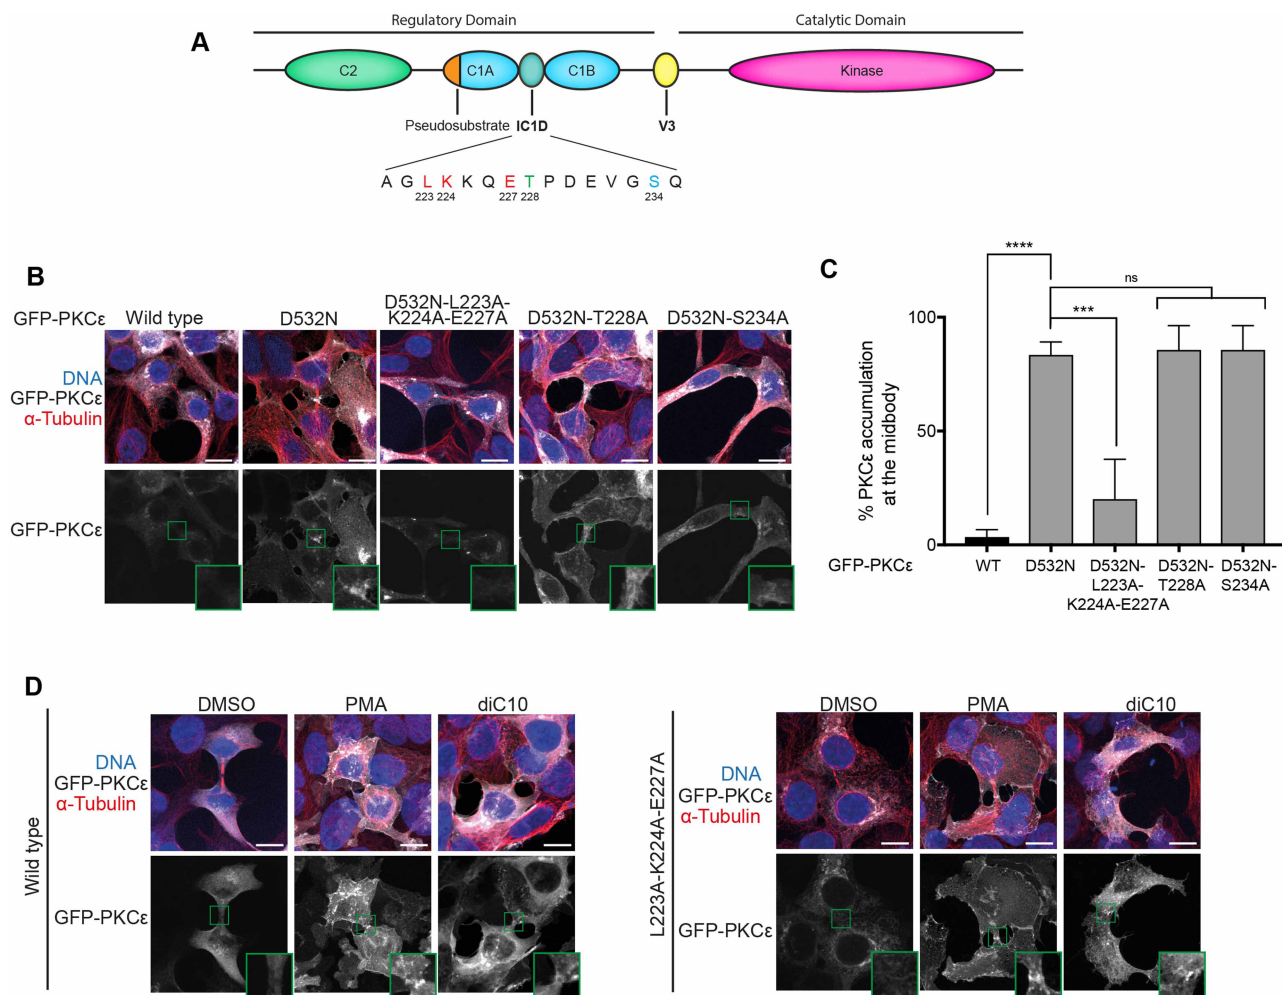 A
Regulatory Domain
Catalytic Domain
C2
C1A
C1B
Kinase
Pseudosubstrate
IC1D
V3
A G L K K Q E T P D E V G S Q
223 224 227 228 234
B
GFP-PKCε
Wild type
D532N
D532N-L223A-
K224A-E227A
D532N-T228A
D532N-S234A
DNA
GFP-PKCε
α-Tubulin
GFP-PKCε
C
****
ns
***
% PKCε accumulation
at the midbody
100
50
0
GFP-PKCε
WT
D532N
D532N-
L223A-
K224A-E227A
D532N-
T228A
D532N-
S234A
D
Wild type
DMSO
PMA
diC10
DNA
GFP-PKCε
α-Tubulin
GFP-PKCε
L223A-K224A-E227A
DMSO
PMA
diC10
DNA
GFP-PKCε
α-Tubulin
GFP-PKCε